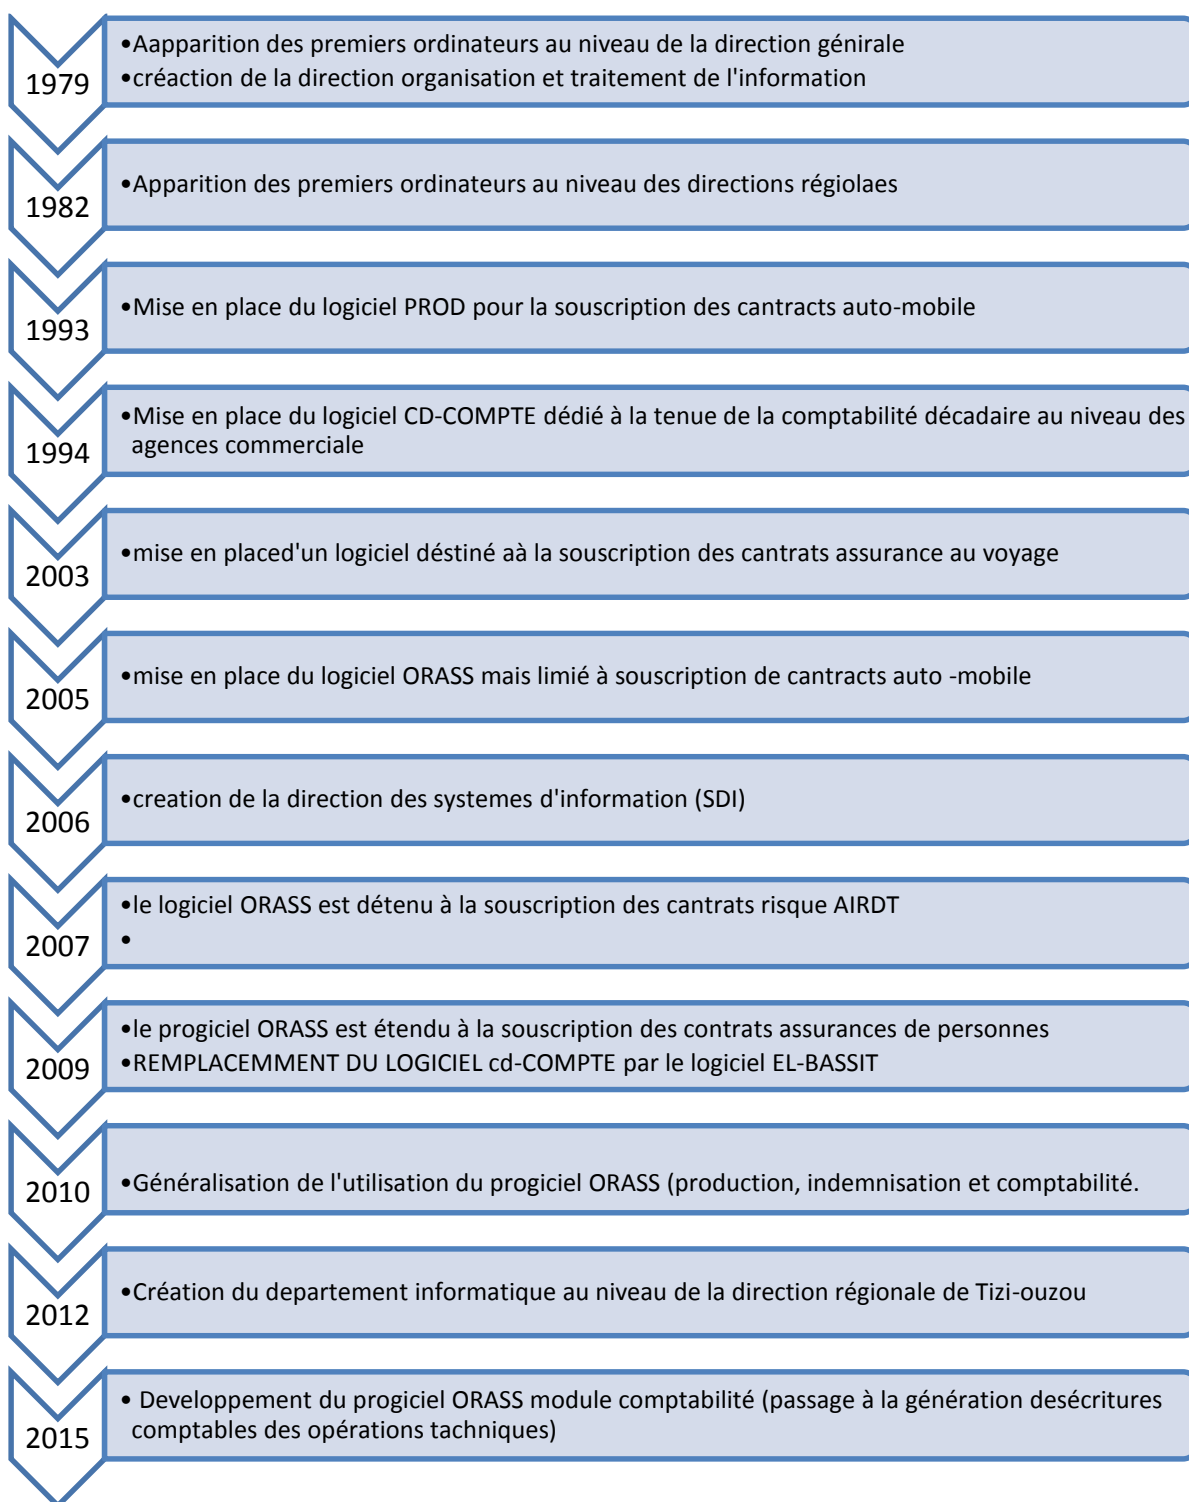 1979
•Aapparition des premiers ordinateurs au niveau de la direction génirale
•créaction de la direction organisation et traitement de l'information
1982
•Apparition des premiers ordinateurs au niveau des directions régiolaes
1993
•Mise en place du logiciel PROD pour la souscription des cantracts auto-mobile
1994
•Mise en place du logiciel CD-COMPTE dédié à la tenue de la comptabilité décadaire au niveau des
agences commerciale
2003
•mise en placed'un logiciel déstiné aà la souscription des cantrats assurance au voyage
2005
•mise en place du logiciel ORASS mais limié à souscription de cantracts auto -mobile
2006
•creation de la direction des systemes d'information (SDI)
2007
•le logiciel ORASS est détenu à la souscription des cantrats risque AIRDT
•
2009
•le progiciel ORASS est étendu à la souscription des contrats assurances de personnes
•REMPLACEMMENT DU LOGICIEL cd-COMPTE par le logiciel EL-BASSIT
2010
•Généralisation de l'utilisation du progiciel ORASS (production, indemnisation et comptabilité.
2012
•Création du departement informatique au niveau de la direction régionale de Tizi-ouzou
2015
• Developpement du progiciel ORASS module comptabilité (passage à la génération desécritures
comptables des opérations tachniques)